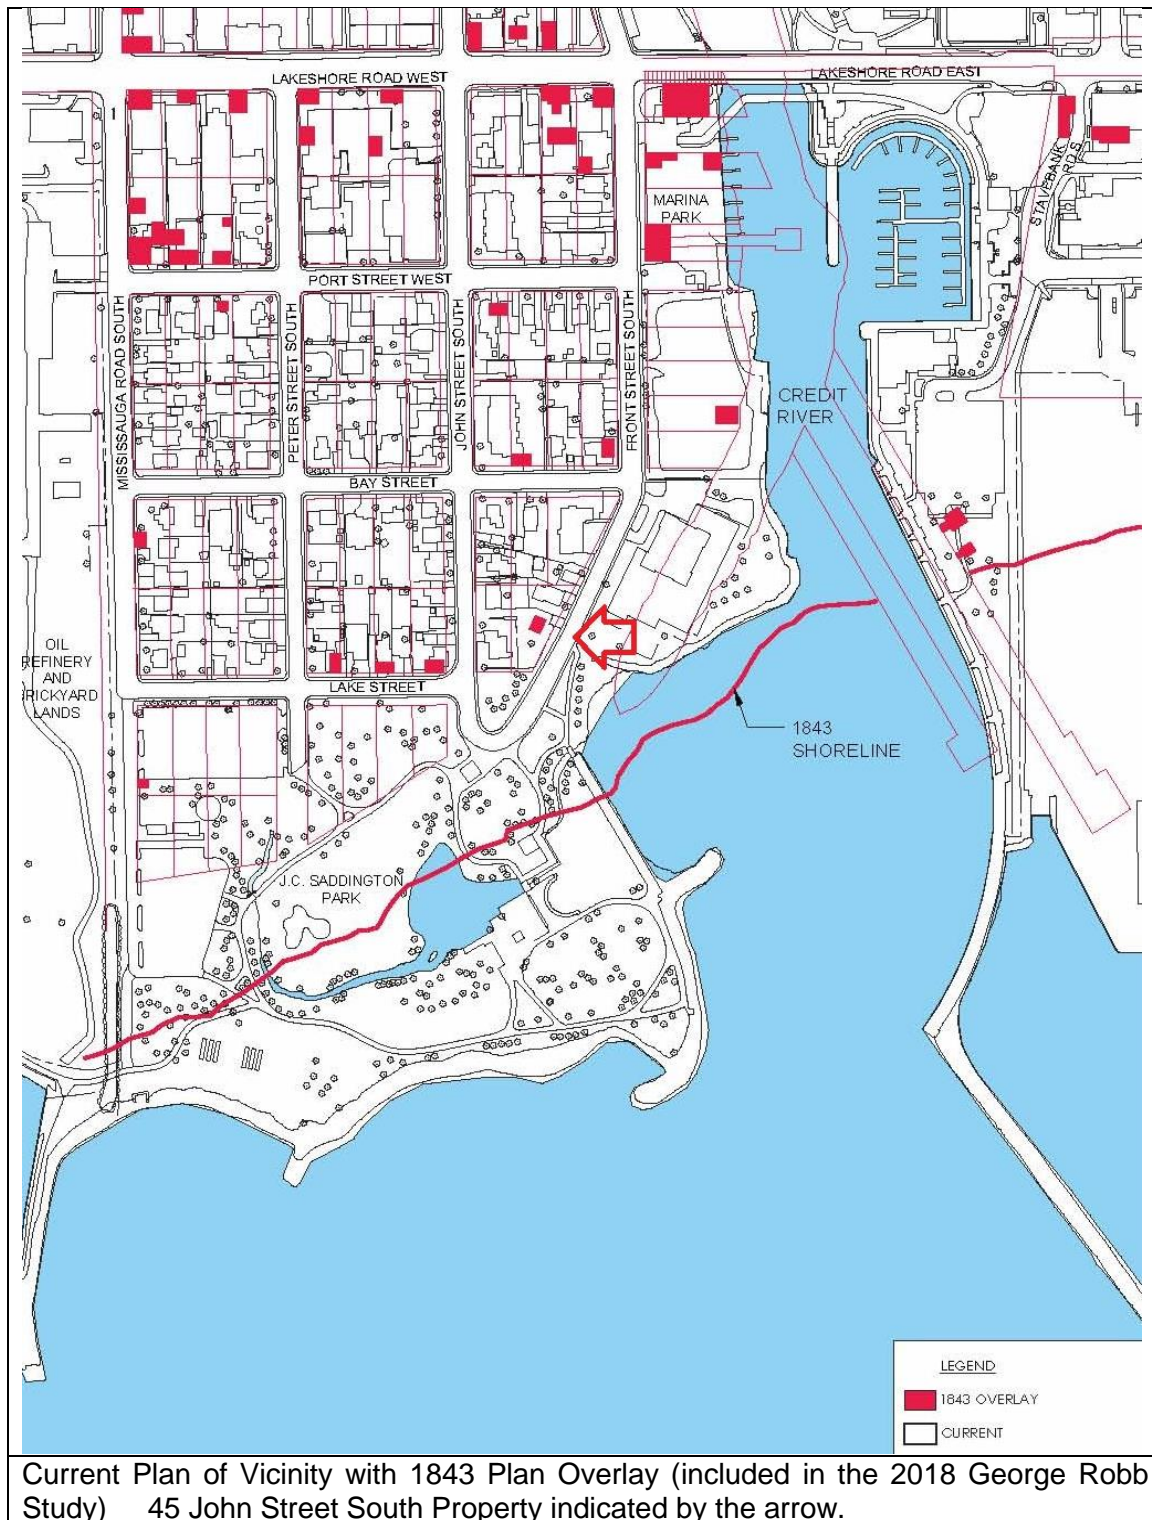 LAKESHORE ROAD WEST
LAKESHORE ROAD EAST
1
STAVEBANK
RD S
MARINA
PARK
PORT STREET WEST
MISSISSAUGA ROAD SOUTH
PETER STREET SOUTH
JOHN STREET SOUTH
FRONT STREET SOUTH
CREDIT
RIVER
BAY STREET
OIL
REFINERY
AND
RICKYARD
LANDS
LAKE STREET
1843
SHORELINE
J.C. SADDINGTON
PARK
LEGEND
1843 OVERLAY
CURRENT
Current Plan of Vicinity with 1843 Plan Overlay (included in the 2018 George Robb
Study) 45 John Street South Property indicated by the arrow.